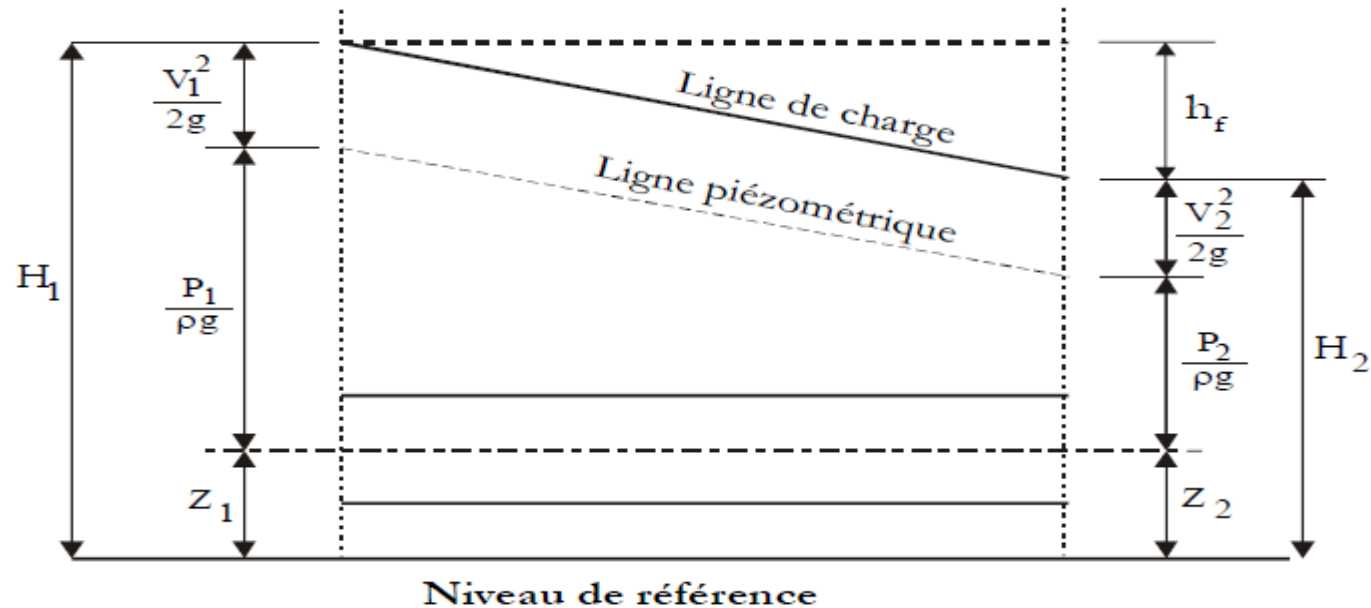 V₁²
2g
Ligne de charge
h_f
Ligne piézométrique
V₂²
2g
H₁
P₁
ρg
P₂
ρg
H₂
Z₁
Z₂
Niveau de référence